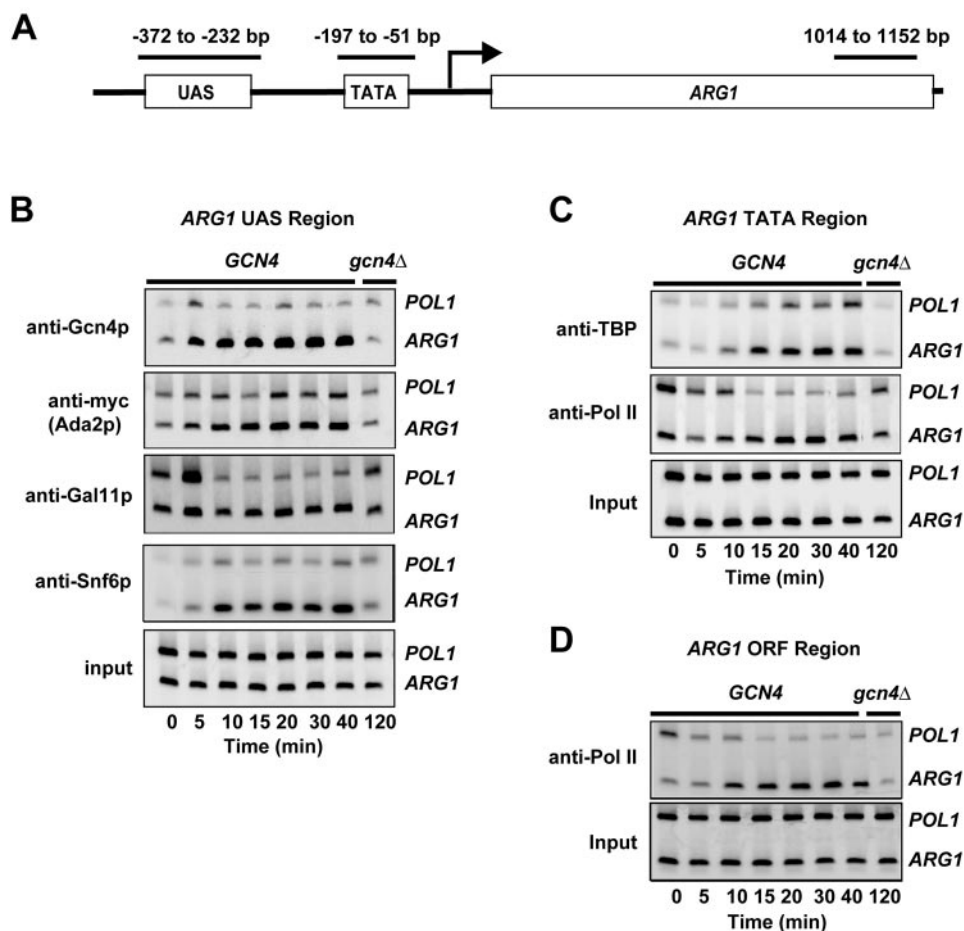 A
-372 to -232 bp
-197 to -51 bp
1014 to 1152 bp
UAS
TATA
ARG1
B
ARG1 UAS Region
GCN4
gcn4Δ
anti-Gcn4p
POL1
ARG1
anti-myc
(Ada2p)
POL1
ARG1
anti-Gal11p
POL1
ARG1
anti-Snf6p
POL1
ARG1
input
POL1
ARG1
0 5 10 15 20 30 40 120
Time (min)
C
ARG1 TATA Region
GCN4
gcn4Δ
anti-TBP
POL1
ARG1
anti-Pol II
POL1
ARG1
Input
POL1
ARG1
0 5 10 15 20 30 40 120
Time (min)
D
ARG1 ORF Region
GCN4
gcn4Δ
anti-Pol II
POL1
ARG1
Input
POL1
ARG1
0 5 10 15 20 30 40 120
Time (min)